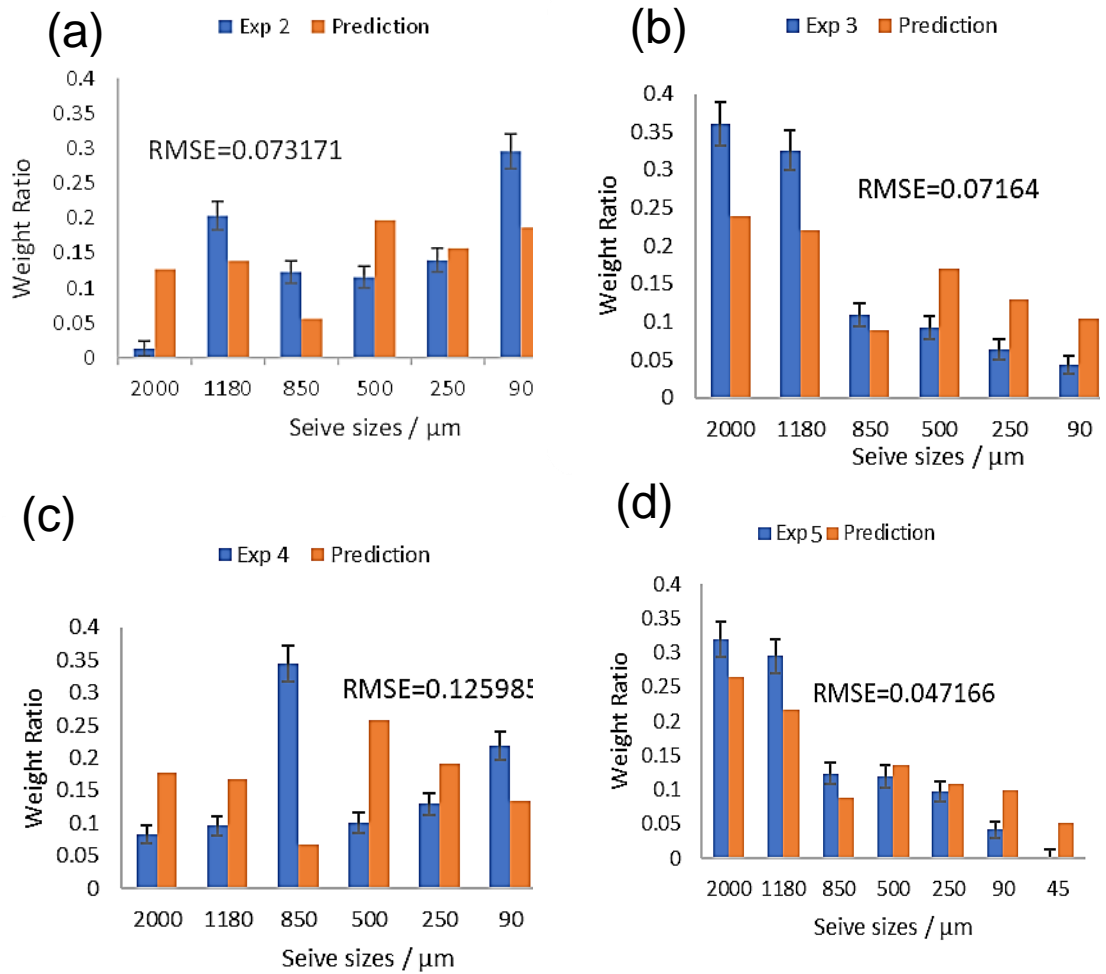 (a)
Exp 2 Prediction
0.4
0.35
0.3
0.25
0.2
0.15
0.1
0.05
0
Weight Ratio
RMSE=0.073171
2000 1180 850 500 250 90
Seive sizes / µm
(b)
Exp 3 Prediction
0.4
0.35
0.3
0.25
0.2
0.15
0.1
0.05
0
Weight Ratio
RMSE=0.07164
2000 1180 850 500 250 90
Seive sizes / µm
(c)
Exp 4 Prediction
0.4
0.35
0.3
0.25
0.2
0.15
0.1
0.05
0
Weight Ratio
RMSE=0.125985
2000 1180 850 500 250 90
Seive sizes / µm
(d)
Exp 5 Prediction
0.4
0.35
0.3
0.25
0.2
0.15
0.1
0.05
0
Weight Ratio
RMSE=0.047166
2000 1180 850 500 250 90 45
Seive sizes / µm